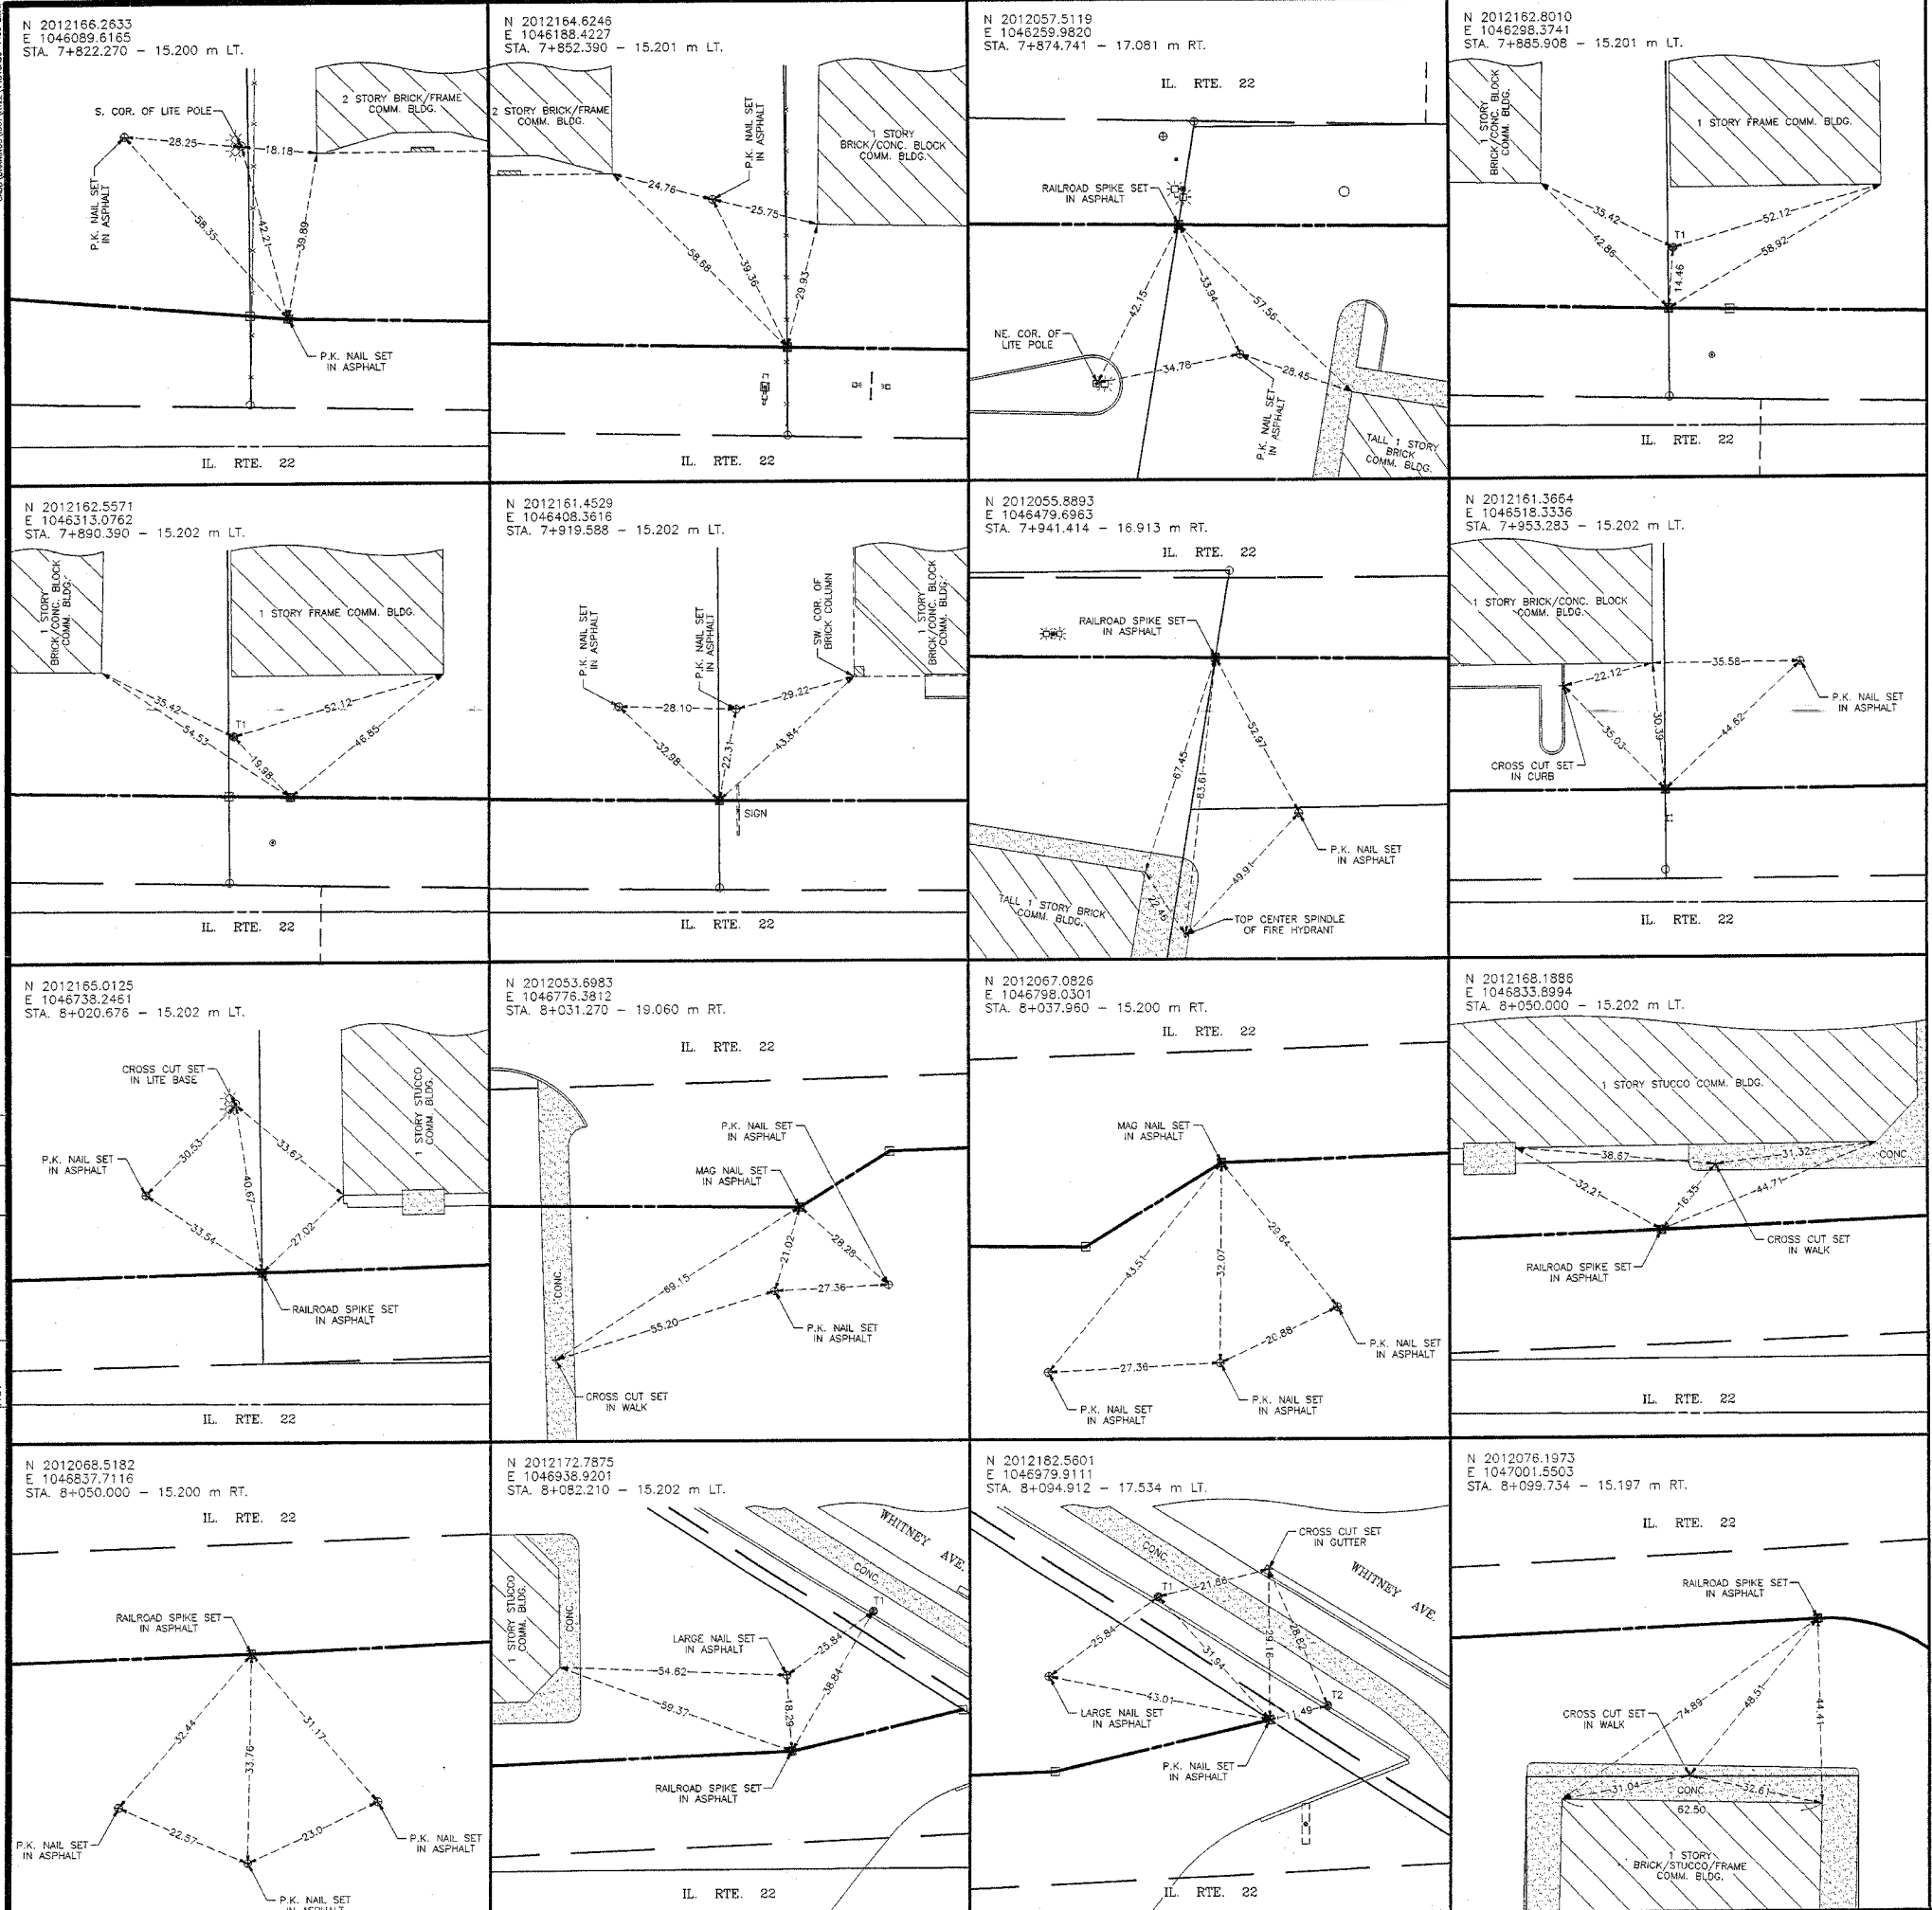 N 2012166.2633
E 1046089.6165
STA. 7+822.270 - 15.200 m LT.
2 STORY BRICK/FRAME
COMM. BLDG.
S. COR. OF LITE POLE
28.25
18.18
P.K. NAIL SET
IN ASPHALT
58.35
42.21
39.89
P.K. NAIL SET
IN ASPHALT
IL. RTE. 22
N 2012164.6246
E 1046188.4227
STA. 7+852.390 - 15.201 m LT.
2 STORY BRICK/FRAME
COMM. BLDG.
P.K. NAIL SET
IN ASPHALT
1 STORY
BRICK/CONC. BLOCK
COMM. BLDG.
24.76
25.75
58.68
39.36
29.93
IL. RTE. 22
N 2012057.5119
E 1046259.9820
STA. 7+874.741 - 17.081 m RT.
IL. RTE. 22
RAILROAD SPIKE SET
IN ASPHALT
42.15
33.94
57.56
NE. COR. OF
LITE POLE
34.78
28.45
P.K. NAIL SET
IN ASPHALT
TALL 1 STORY
BRICK
COMM. BLDG.
N 2012162.8010
E 1046298.3741
STA. 7+885.908 - 15.201 m LT.
1 STORY
BRICK/CONC. BLOCK
COMM. BLDG.
1 STORY FRAME COMM. BLDG.
35.42
52.12
T1
42.86
14.46
58.92
IL. RTE. 22
N 2012162.5571
E 1046313.0762
STA. 7+890.390 - 15.202 m LT.
1 STORY
BRICK/CONC. BLOCK
COMM. BLDG.
1 STORY FRAME COMM. BLDG.
35.42
52.12
T1
54.53
19.98
46.85
IL. RTE. 22
N 2012161.4529
E 1046408.3616
STA. 7+919.588 - 15.202 m LT.
P.K. NAIL SET
IN ASPHALT
P.K. NAIL SET
IN ASPHALT
SW. COR. OF
BRICK COLUMN
1 STORY
BRICK/CONC. BLOCK
COMM. BLDG.
28.10
29.22
32.98
22.31
43.84
SIGN
IL. RTE. 22
N 2012055.8893
E 1046479.6963
STA. 7+941.414 - 16.913 m RT.
IL. RTE. 22
RAILROAD SPIKE SET
IN ASPHALT
67.45
83.61
52.97
P.K. NAIL SET
IN ASPHALT
49.91
22.46
TALL 1 STORY BRICK
COMM. BLDG.
TOP CENTER SPINDLE
OF FIRE HYDRANT
N 2012161.3664
E 1046518.3336
STA. 7+953.283 - 15.202 m LT.
1 STORY BRICK/CONC. BLOCK
COMM. BLDG.
22.12
35.58
P.K. NAIL SET
IN ASPHALT
35.03
30.39
44.62
CROSS CUT SET
IN CURB
IL. RTE. 22
N 2012165.0125
E 1046738.2461
STA. 8+020.676 - 15.202 m LT.
CROSS CUT SET
IN LITE BASE
1 STORY STUCCO
COMM. BLDG.
30.53
33.67
P.K. NAIL SET
IN ASPHALT
40.67
33.54
27.02
RAILROAD SPIKE SET
IN ASPHALT
IL. RTE. 22
N 2012053.6983
E 1046776.3812
STA. 8+031.270 - 19.060 m RT.
IL. RTE. 22
P.K. NAIL SET
IN ASPHALT
MAG NAIL SET
IN ASPHALT
21.02
28.28
CONC.
69.15
27.36
55.20
P.K. NAIL SET
IN ASPHALT
CROSS CUT SET
IN WALK
N 2012067.0826
E 1046798.0301
STA. 8+037.960 - 15.200 m RT.
IL. RTE. 22
MAG NAIL SET
IN ASPHALT
43.51
32.07
29.64
20.88
27.36
P.K. NAIL SET
IN ASPHALT
P.K. NAIL SET
IN ASPHALT
P.K. NAIL SET
IN ASPHALT
N 2012168.1886
E 1046833.8994
STA. 8+050.000 - 15.202 m LT.
1 STORY STUCCO COMM. BLDG.
38.67
31.32
CONC.
32.21
16.35
44.71
CROSS CUT SET
IN WALK
RAILROAD SPIKE SET
IN ASPHALT
IL. RTE. 22
N 2012068.5182
E 1046837.7116
STA. 8+050.000 - 15.200 m RT.
IL. RTE. 22
RAILROAD SPIKE SET
IN ASPHALT
32.44
33.76
31.17
22.57
23.0
P.K. NAIL SET
IN ASPHALT
P.K. NAIL SET
IN ASPHALT
P.K. NAIL SET
IN ASPHALT
N 2012172.7875
E 1046938.9201
STA. 8+082.210 - 15.202 m LT.
WHITNEY AVE.
CONC.
1 STORY STUCCO
COMM. BLDG.
CONC.
T1
LARGE NAIL SET
IN ASPHALT
25.84
54.62
59.37
18.29
38.84
RAILROAD SPIKE SET
IN ASPHALT
IL. RTE. 22
N 2012182.5601
E 1046979.9111
STA. 8+094.912 - 17.534 m LT.
CROSS CUT SET
IN GUTTER
CONC.
WHITNEY AVE.
T1
21.86
25.84
31.94
29.16
28.82
43.01
T2
11.49
LARGE NAIL SET
IN ASPHALT
P.K. NAIL SET
IN ASPHALT
IL. RTE. 22
N 2012076.1973
E 1047001.5503
STA. 8+099.734 - 15.197 m RT.
IL. RTE. 22
RAILROAD SPIKE SET
IN ASPHALT
74.89
48.51
44.41
CROSS CUT SET
IN WALK
31.04
CONC.
32.61
62.50
1 STORY
BRICK/STUCCO/FRAME
COMM. BLDG.